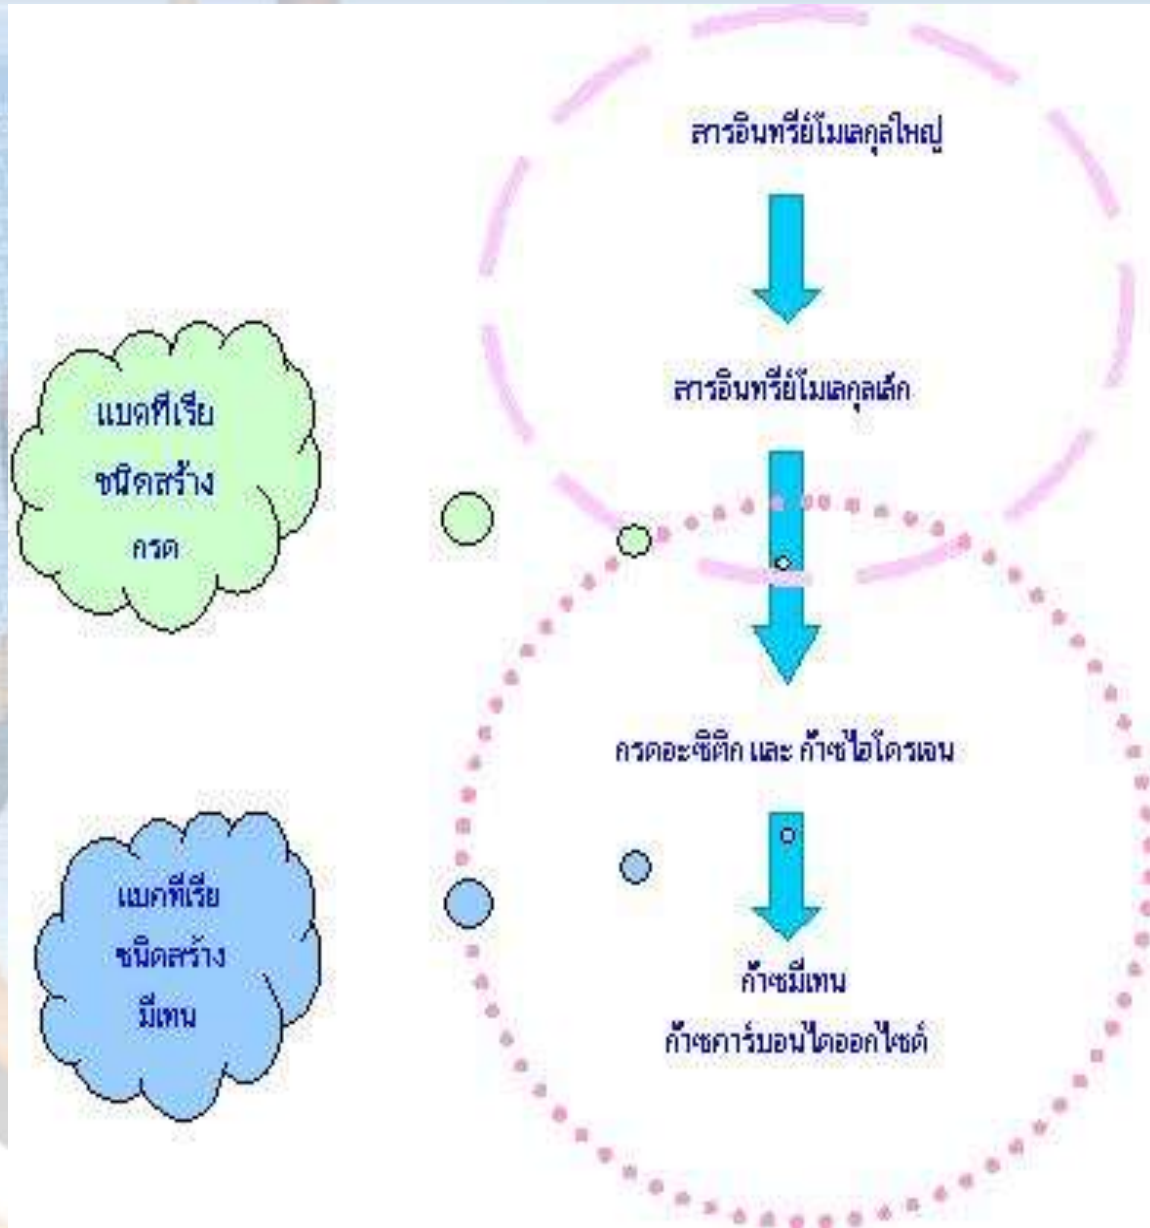 สารอินทรีย์โมเลกุลใหญ่
สารอินทรีย์โมเลกุลเล็ก
แบคทีเรีย
ชนิดสร้าง
กรด
กรดอะซิติก และ ก๊าซไฮโดรเจน
แบคทีเรีย
ชนิดสร้าง
มีเทน
ก๊าซมีเทน
ก๊าซคาร์บอนไดออกไซด์